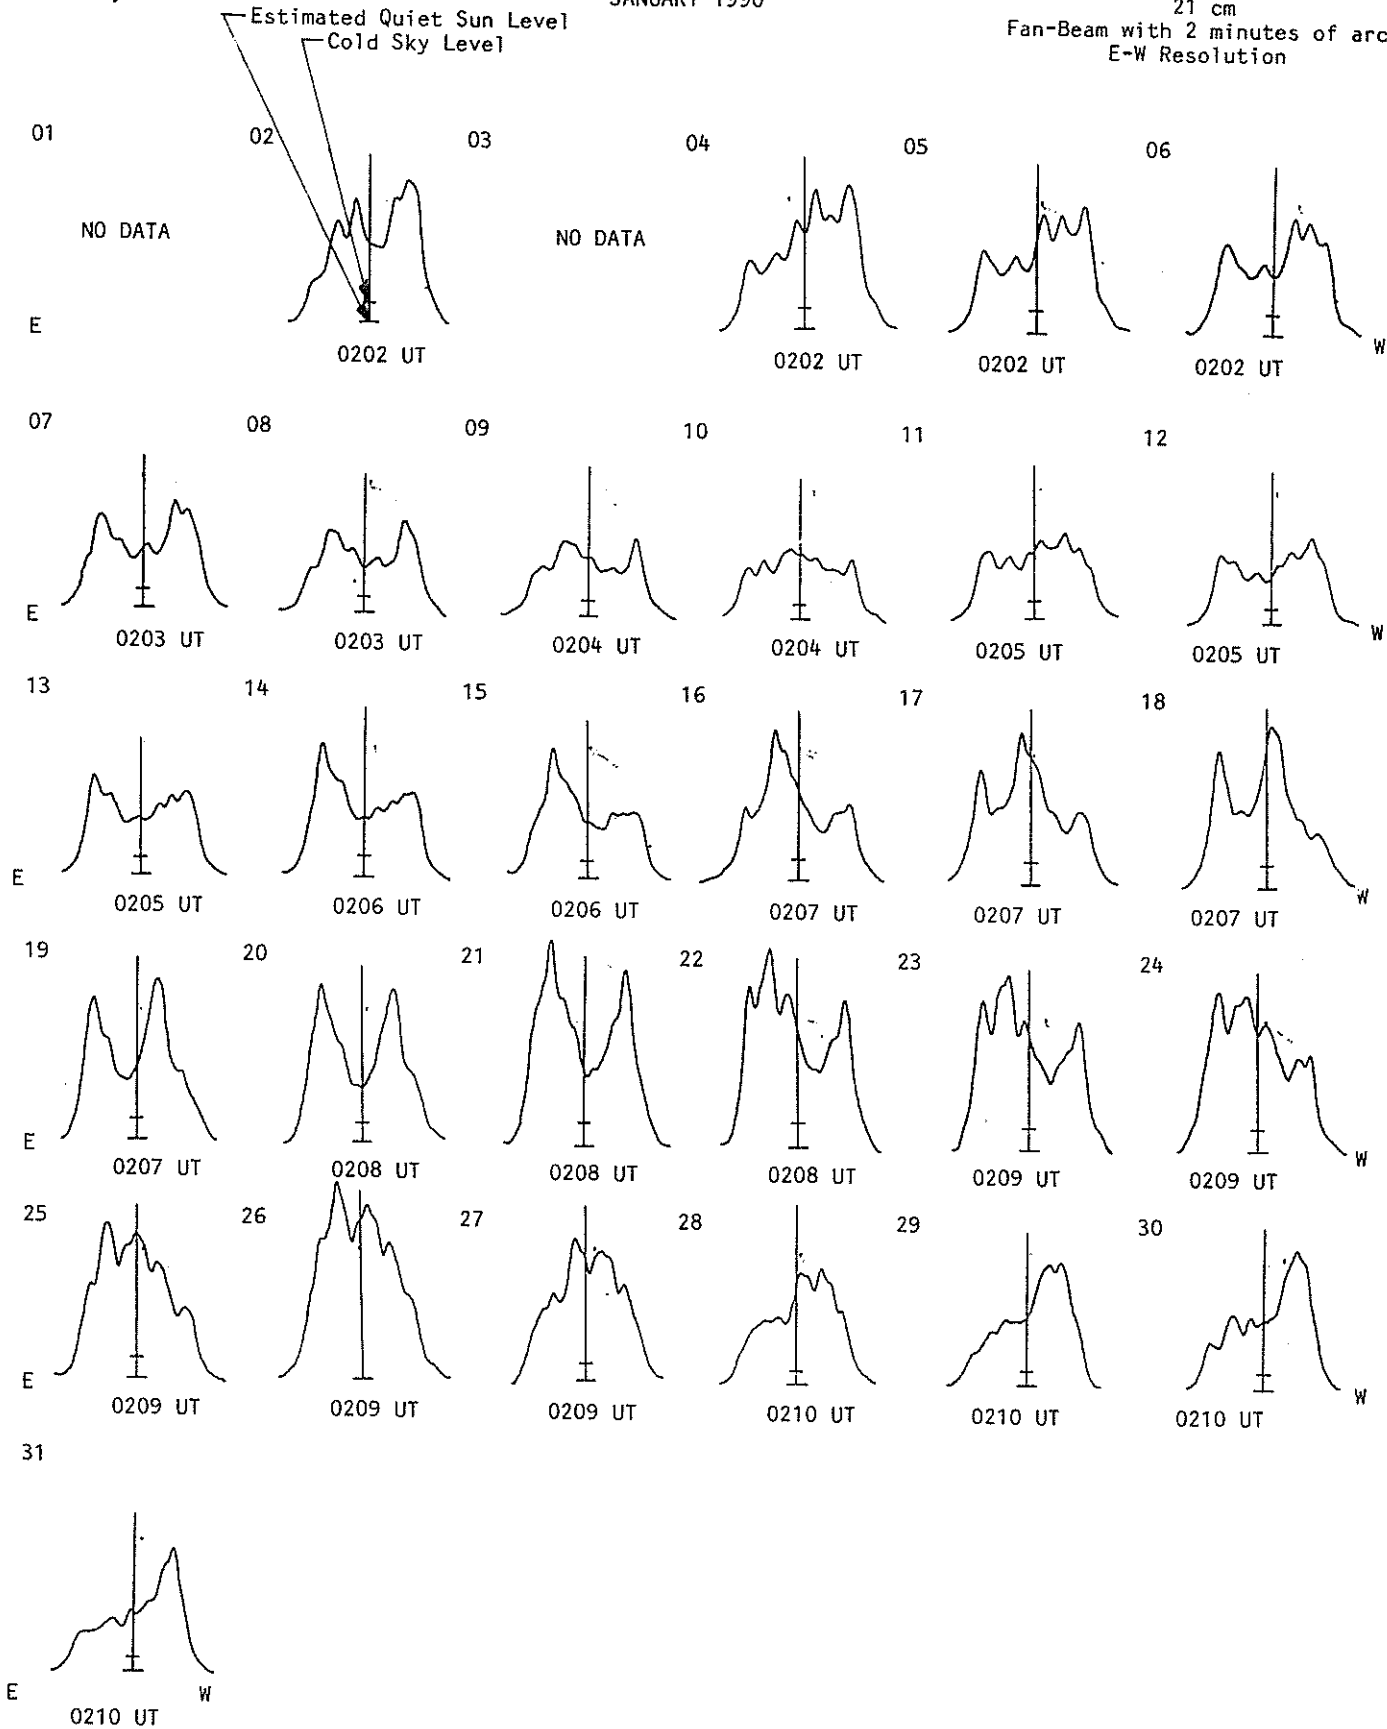 JANUARY 1990
21 cm
Fan-Beam with 2 minutes of arc
E-W Resolution
Estimated Quiet Sun Level
Cold Sky Level
01 02 03 04 05 06
NO DATA NO DATA
E W
0202 UT 0202 UT 0202 UT 0202 UT
07 08 09 10 11 12
E W
0203 UT 0203 UT 0204 UT 0204 UT 0205 UT 0205 UT
13 14 15 16 17 18
E W
0205 UT 0206 UT 0206 UT 0207 UT 0207 UT 0207 UT
19 20 21 22 23 24
E W
0207 UT 0208 UT 0208 UT 0208 UT 0209 UT 0209 UT
25 26 27 28 29 30
E W
0209 UT 0209 UT 0209 UT 0210 UT 0210 UT 0210 UT
31
E W
0210 UT